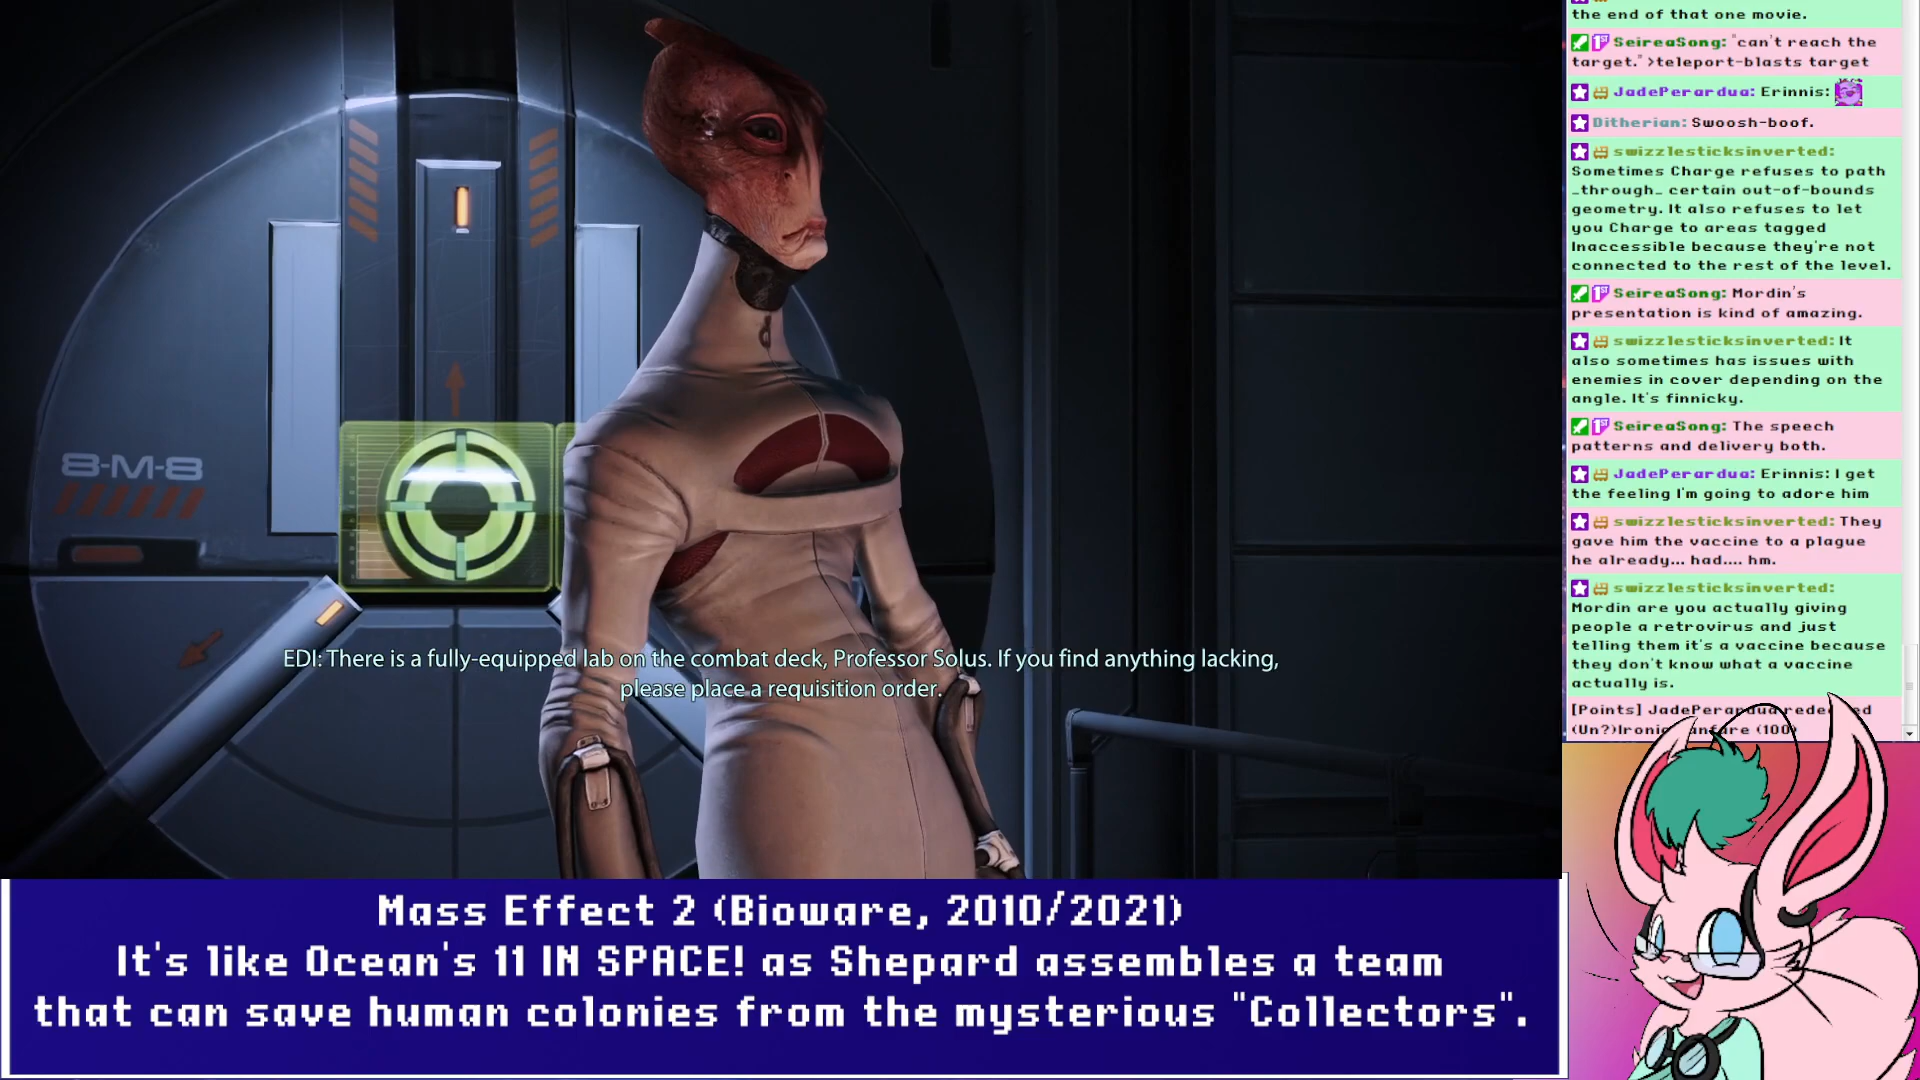 8-M-8
EDI: There is a fully-equipped lab on the combat deck, Professor Solus. If you find anything lacking,
please place a requisition order.
Mass Effect 2 (Bioware, 2010/2021)
It's like Ocean's 11 IN SPACE! as Shepard assembles a team
that can save human colonies from the mysterious "Collectors".
the end of that one movie.
SeireaSong: "can't reach the
target." >teleport-blasts target
JadePerardua: Erinnis:
Ditherian: Swoosh-boof.
swizzlesticksinverted:
Sometimes Charge refuses to path
_through_ certain out-of-bounds
geometry. It also refuses to let
you Charge to areas tagged
Inaccessible because they're not
connected to the rest of the level.
SeireaSong: Mordin's
presentation is kind of amazing.
swizzlesticksinverted: It
also sometimes has issues with
enemies in cover depending on the
angle. It's finnicky.
SeireaSong: The speech
patterns and delivery both.
JadePerardua: Erinnis: I get
the feeling I'm going to adore him
swizzlesticksinverted: They
gave him the vaccine to a plague
he already... had.... hm.
swizzlesticksinverted:
Mordin are you actually giving
people a retrovirus and just
telling them it's a vaccine because
they don't know what a vaccine
actually is.
[Points] JadePerardua redeemed
(Un?)Ironic Fanfare (100)